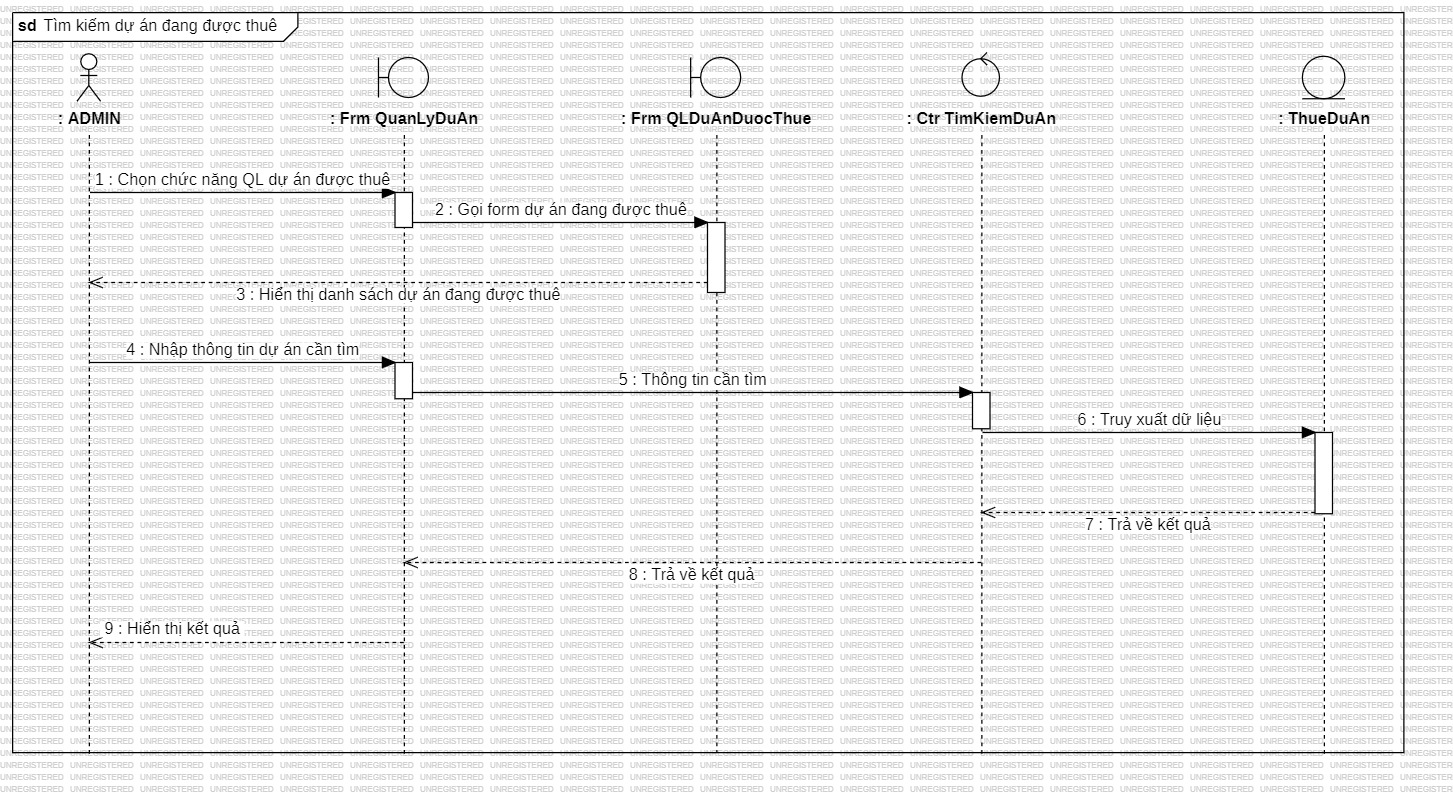 sd Tìm kiếm dự án đang được thuê
: ADMIN
: Frm QuanLyDuAn
: Frm QLDuAnDuocThue
: Ctr TimKiemDuAn
: ThueDuAn
1 : Chọn chức năng QL dự án được thuê
2 : Gọi form dự án đang được thuê
3 : Hiển thị danh sách dự án đang được thuê
4 : Nhập thông tin dự án cần tìm
5 : Thông tin cần tìm
6 : Truy xuất dữ liệu
7 : Trả về kết quả
8 : Trả về kết quả
9 : Hiển thị kết quả
UNREGISTERED